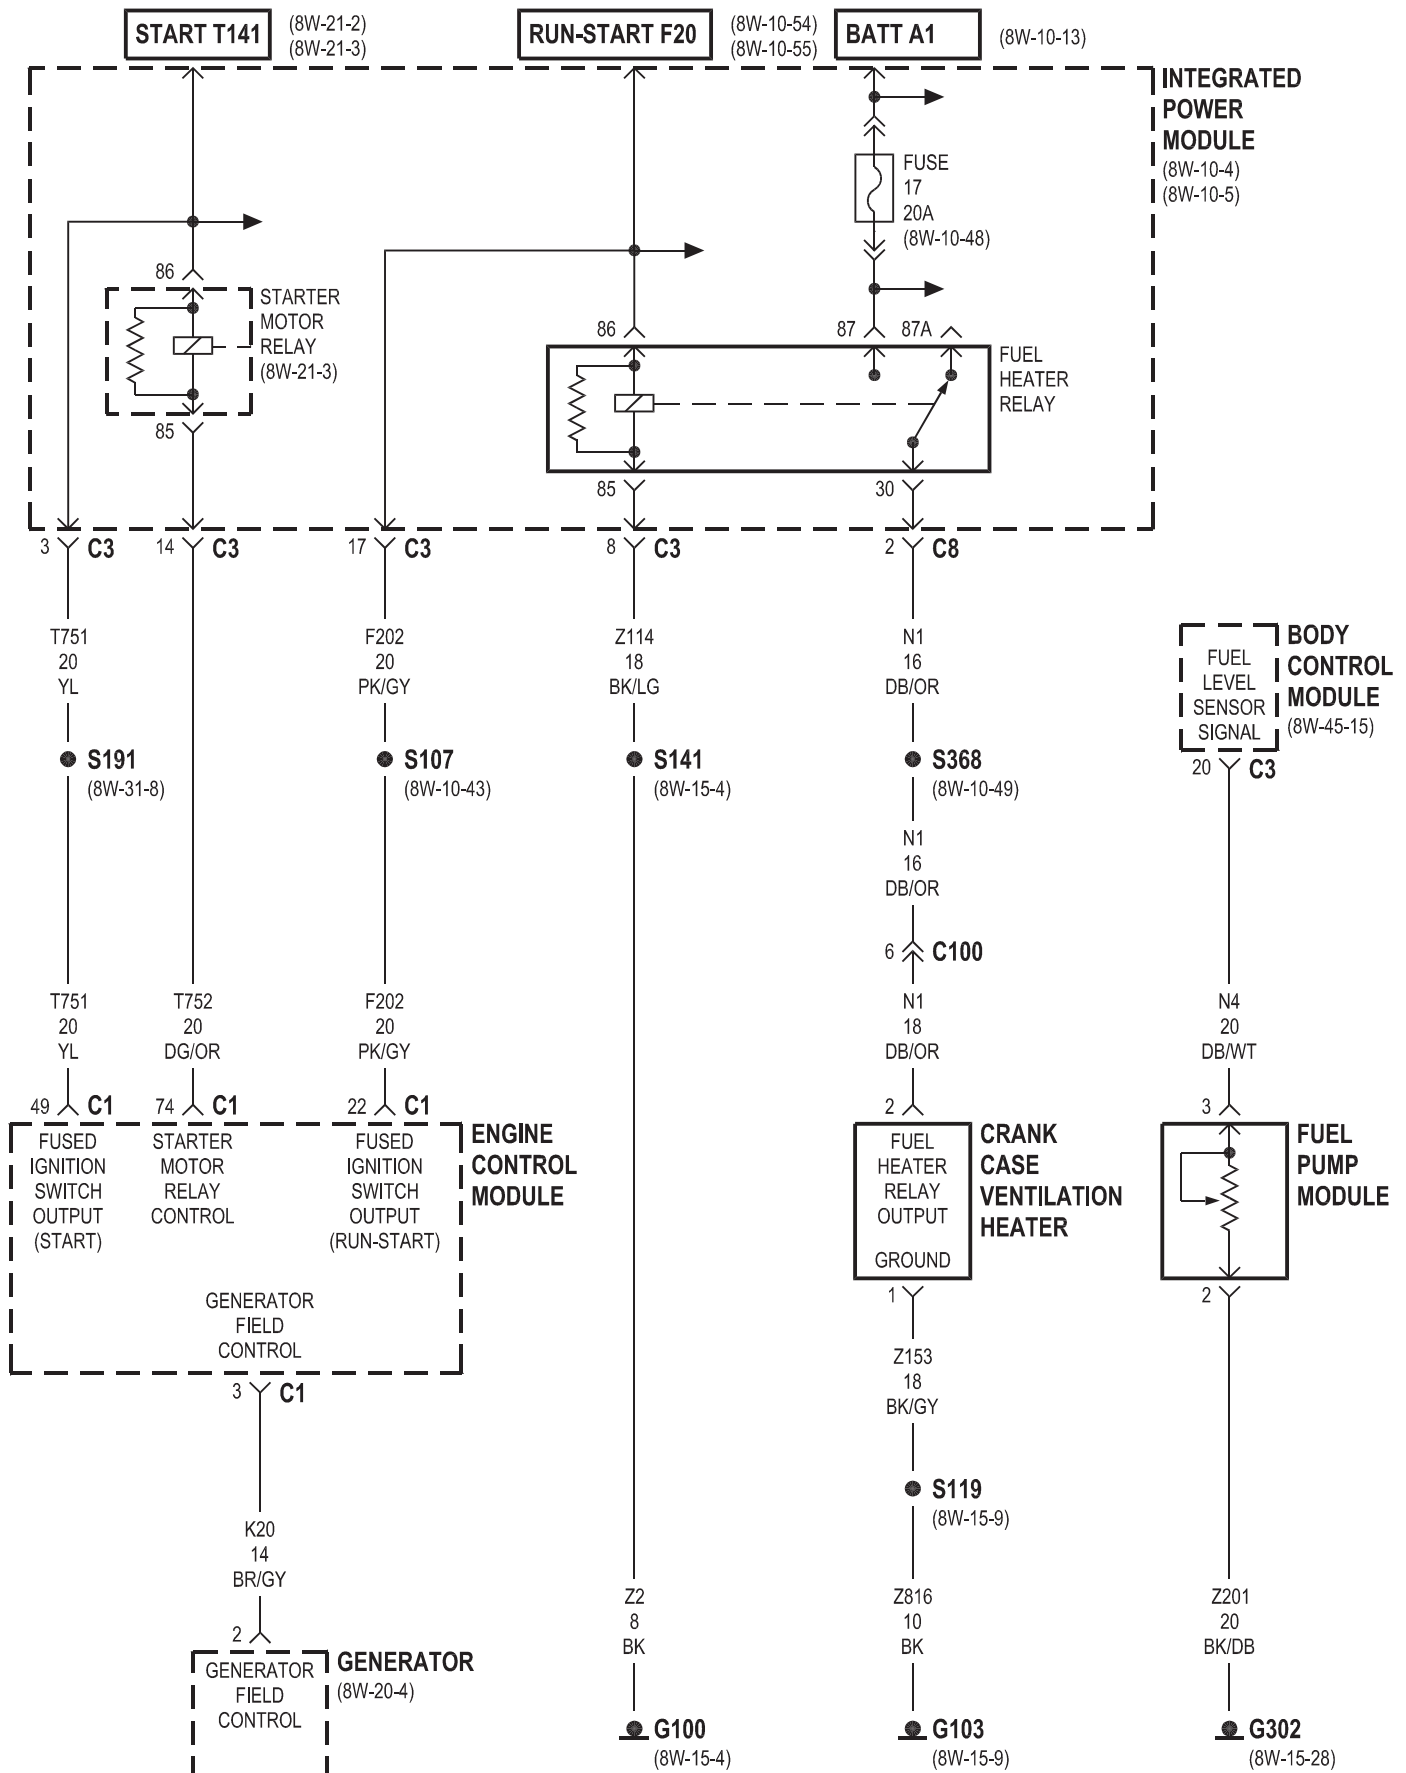 START T141
(8W-21-2)
(8W-21-3)
RUN-START F20
(8W-10-54)
(8W-10-55)
BATT A1
(8W-10-13)
INTEGRATED
POWER
MODULE
(8W-10-4)
(8W-10-5)
FUSE
17
20A
(8W-10-48)
86
STARTER
MOTOR
RELAY
(8W-21-3)
85
86
87
87A
FUEL
HEATER
RELAY
85
30
3 C3
14 C3
17 C3
8 C3
2 C8
T751
20
YL
F202
20
PK/GY
Z114
18
BK/LG
N1
16
DB/OR
BODY
CONTROL
MODULE
(8W-45-15)
FUEL
LEVEL
SENSOR
SIGNAL
20 C3
S191
(8W-31-8)
S107
(8W-10-43)
S141
(8W-15-4)
S368
(8W-10-49)
N1
16
DB/OR
6 C100
T751
20
YL
T752
20
DG/OR
F202
20
PK/GY
N1
18
DB/OR
N4
20
DB/WT
49 C1
74 C1
22 C1
2
3
FUSED
IGNITION
SWITCH
OUTPUT
(START)
STARTER
MOTOR
RELAY
CONTROL
FUSED
IGNITION
SWITCH
OUTPUT
(RUN-START)
ENGINE
CONTROL
MODULE
FUEL
HEATER
RELAY
OUTPUT
GROUND
CRANK
CASE
VENTILATION
HEATER
FUEL
PUMP
MODULE
GENERATOR
FIELD
CONTROL
1
2
3 C1
Z153
18
BK/GY
S119
(8W-15-9)
K20
14
BR/GY
Z2
8
BK
Z816
10
BK
Z201
20
BK/DB
2
GENERATOR
FIELD
CONTROL
GENERATOR
(8W-20-4)
G100
(8W-15-4)
G103
(8W-15-9)
G302
(8W-15-28)